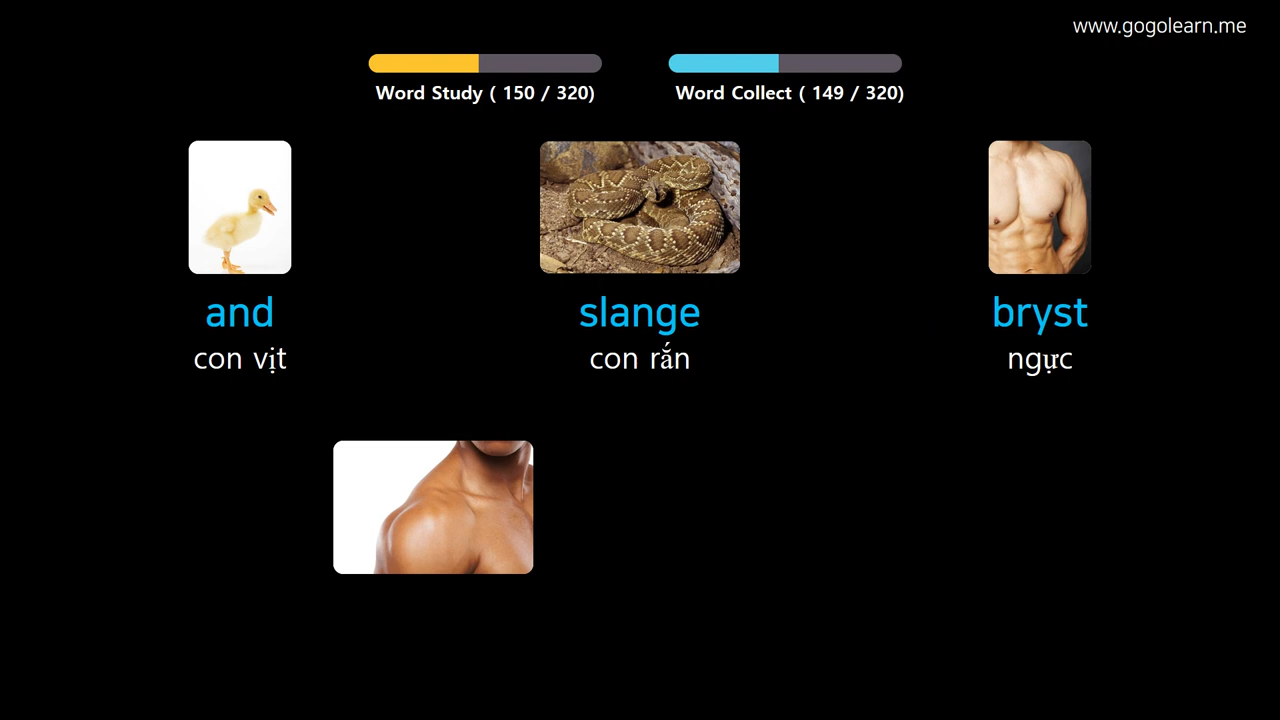 www.gogolearn.me
Word Study ( 150 / 320)
Word Collect ( 149 / 320)
and
con vịt
slange
con rắn
bryst
ngực